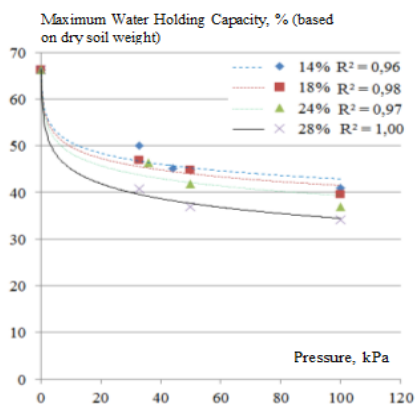 Maximum Water Holding Capacity, % (based
on dry soil weight)
70
60
50
40
30
20
10
0
14% R² = 0,96
18% R² = 0,98
24% R² = 0,97
28% R² = 1,00
Pressure, kPa
0 20 40 60 80 100 120